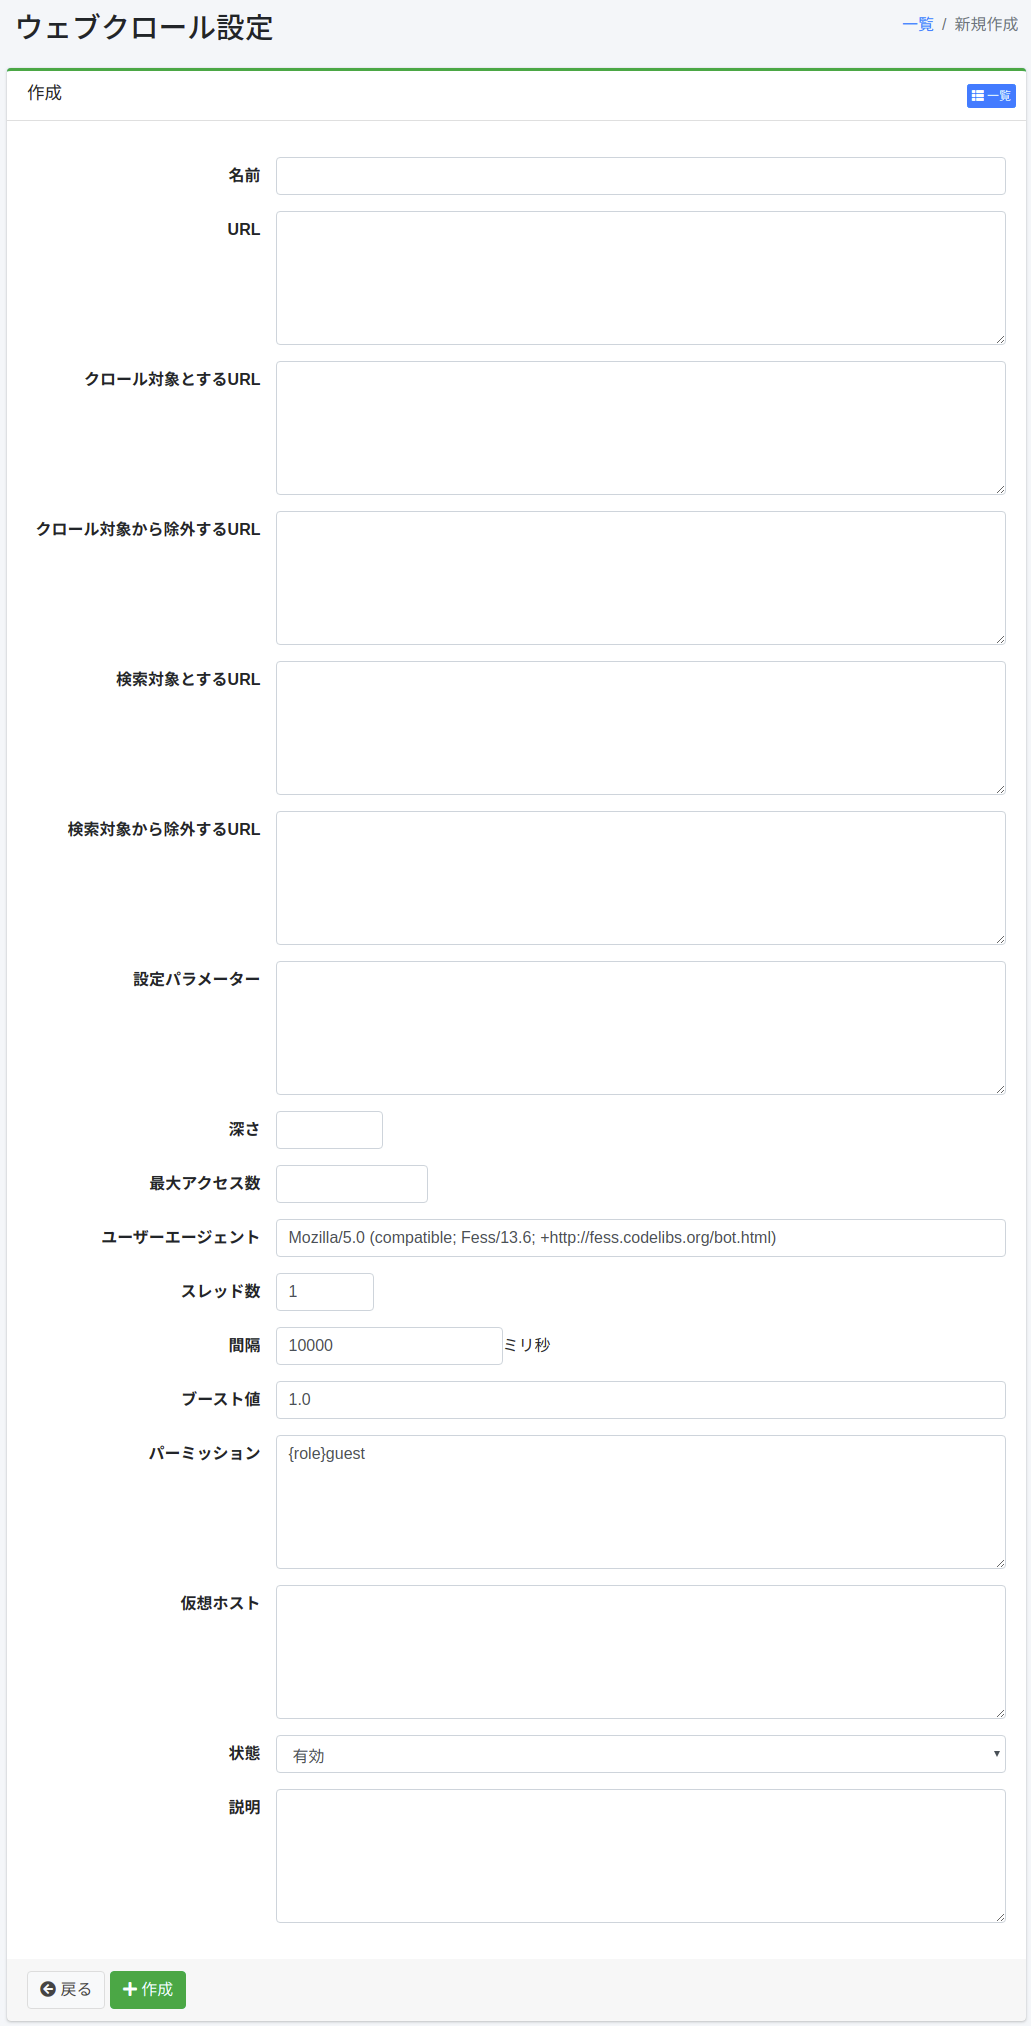 ウェブクロール設定
一覧 / 新規作成
作成
一覧
名前
URL
クロール対象とするURL
クロール対象から除外するURL
検索対象とするURL
検索対象から除外するURL
設定パラメーター
深さ
最大アクセス数
ユーザーエージェント Mozilla/5.0 (compatible; Fess/13.6; +http://fess.codelibs.org/bot.html)
スレッド数 1
間隔 10000 ミリ秒
ブースト値 1.0
パーミッション {role}guest
仮想ホスト
状態 有効
説明
戻る 作成